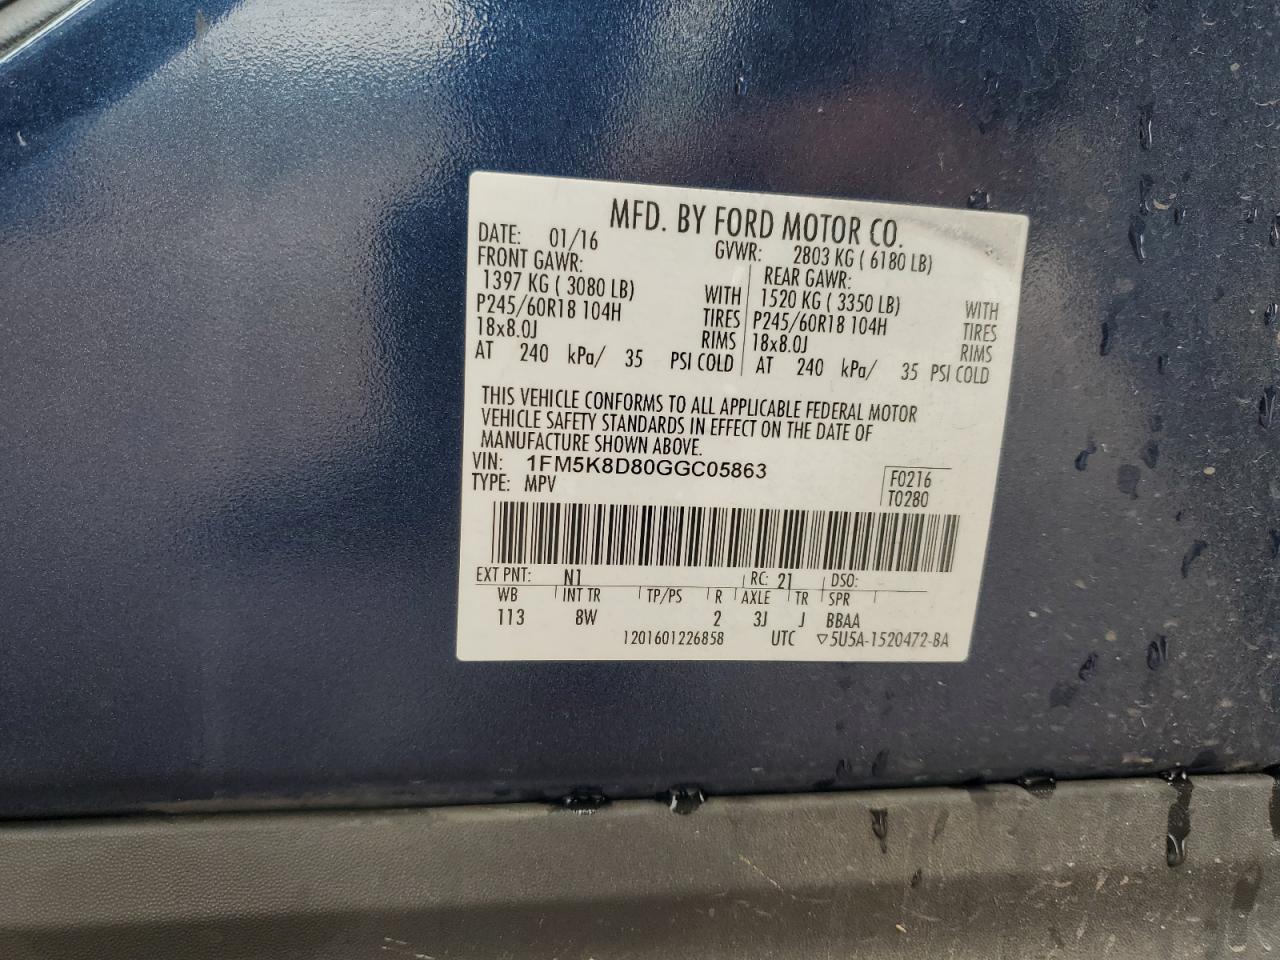 MFD. BY FORD MOTOR CO.
DATE: 01/16 GVWR: 2803 KG ( 6180 LB)
FRONT GAWR: REAR GAWR:
1397 KG ( 3080 LB) WITH 1520 KG ( 3350 LB) WITH
P245/60R18 104H TIRES P245/60R18 104H TIRES
18x8.0J RIMS 18x8.0J RIMS
AT 240 kPa/ 35 PSI COLD AT 240 kPa/ 35 PSI COLD
THIS VEHICLE CONFORMS TO ALL APPLICABLE FEDERAL MOTOR
VEHICLE SAFETY STANDARDS IN EFFECT ON THE DATE OF
MANUFACTURE SHOWN ABOVE.
VIN: 1FM5K8D80GGC05863 F0216
TYPE: MPV T0280
EXT PNT: N1 RC: 21 DSO:
WB INT TR TP/PS R AXLE TR SPR
113 8W 2 3J J BBAA
1201601226858 UTC ▽5U5A-1520472-BA